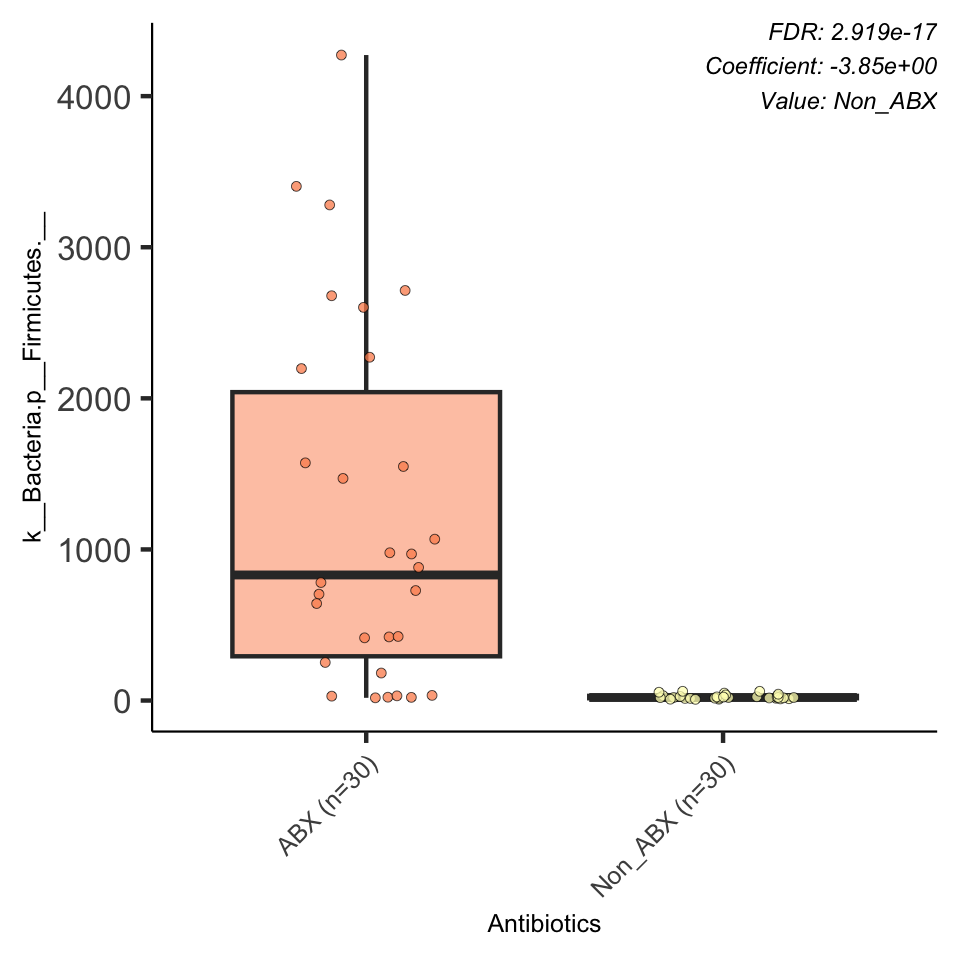 FDR: 2.919e-17
Coefficient: -3.85e+00
Value: Non_ABX
k__Bacteria.p__Firmicutes.__
4000
3000
2000
1000
0
ABX (n=30)
Non_ABX (n=30)
Antibiotics